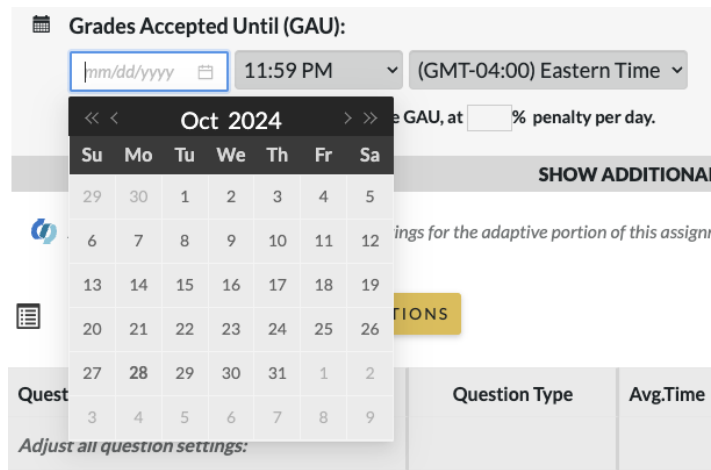 Grades Accepted Until (GAU):
mm/dd/yyyy 11:59 PM (GMT-04:00) Eastern Time
GAU, at % penalty per day.
« < Oct 2024 > »
Su Mo Tu We Th Fr Sa
29 30 1 2 3 4 5
6 7 8 9 10 11 12
13 14 15 16 17 18 19
20 21 22 23 24 25 26
27 28 29 30 31 1 2
3 4 5 6 7 8 9
SHOW ADDITIONAL
ings for the adaptive portion of this assignm
TIONS
Quest Question Type Avg.Time
Adjust all question settings: